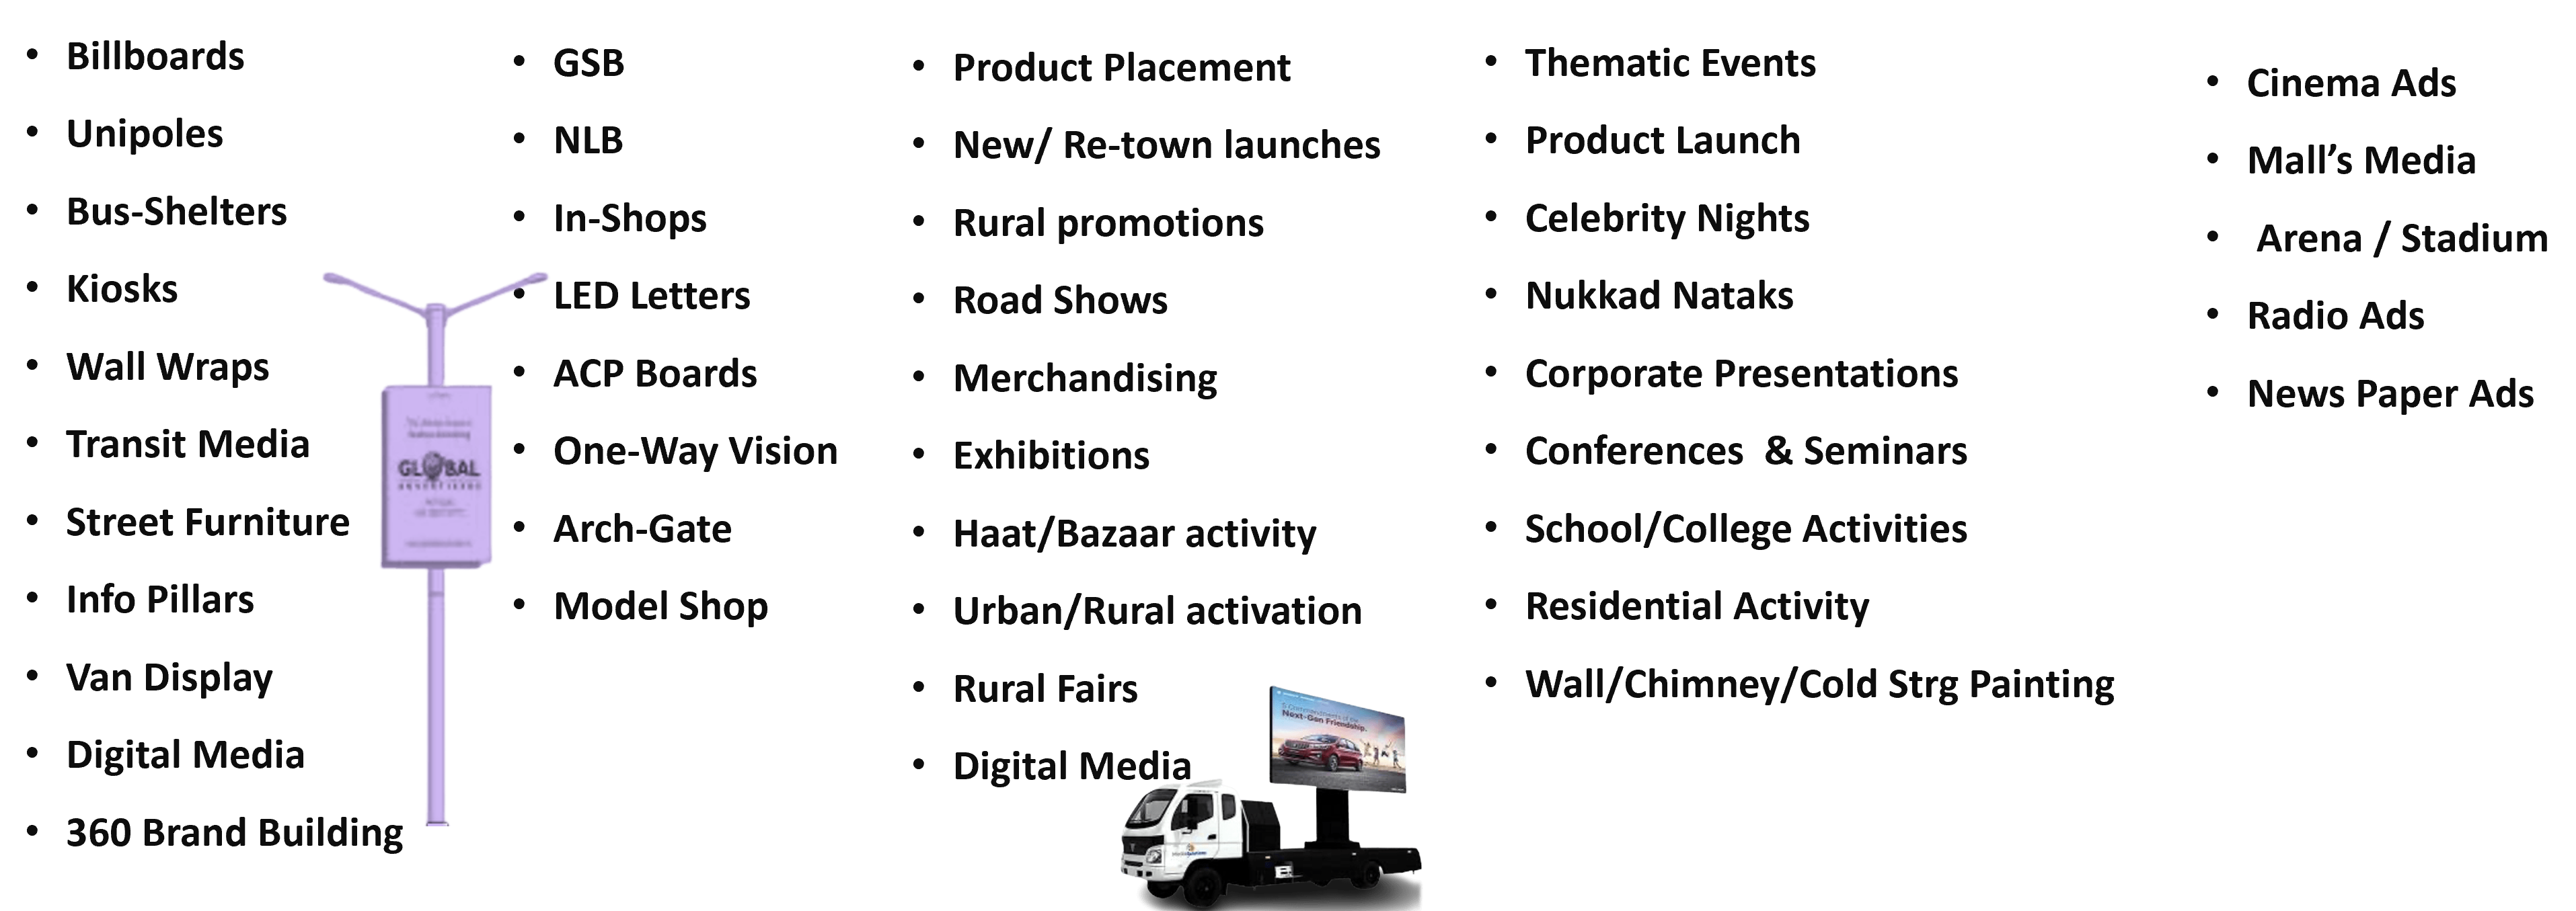 • Billboards
• Unipoles
• Bus-Shelters
• Kiosks
• Wall Wraps
• Transit Media
• Street Furniture
• Info Pillars
• Van Display
• Digital Media
• 360 Brand Building
GLOBAL
• GSB
• NLB
• In-Shops
• LED Letters
• ACP Boards
• One-Way Vision
• Arch-Gate
• Model Shop
• Product Placement
• New/ Re-town launches
• Rural promotions
• Road Shows
• Merchandising
• Exhibitions
• Haat/Bazaar activity
• Urban/Rural activation
• Rural Fairs
• Digital Media
Next-Gen Friendship.
• Thematic Events
• Product Launch
• Celebrity Nights
• Nukkad Nataks
• Corporate Presentations
• Conferences  & Seminars
• School/College Activities
• Residential Activity
• Wall/Chimney/Cold Strg Painting
• Cinema Ads
• Mall’s Media
• Arena / Stadium
• Radio Ads
• News Paper Ads